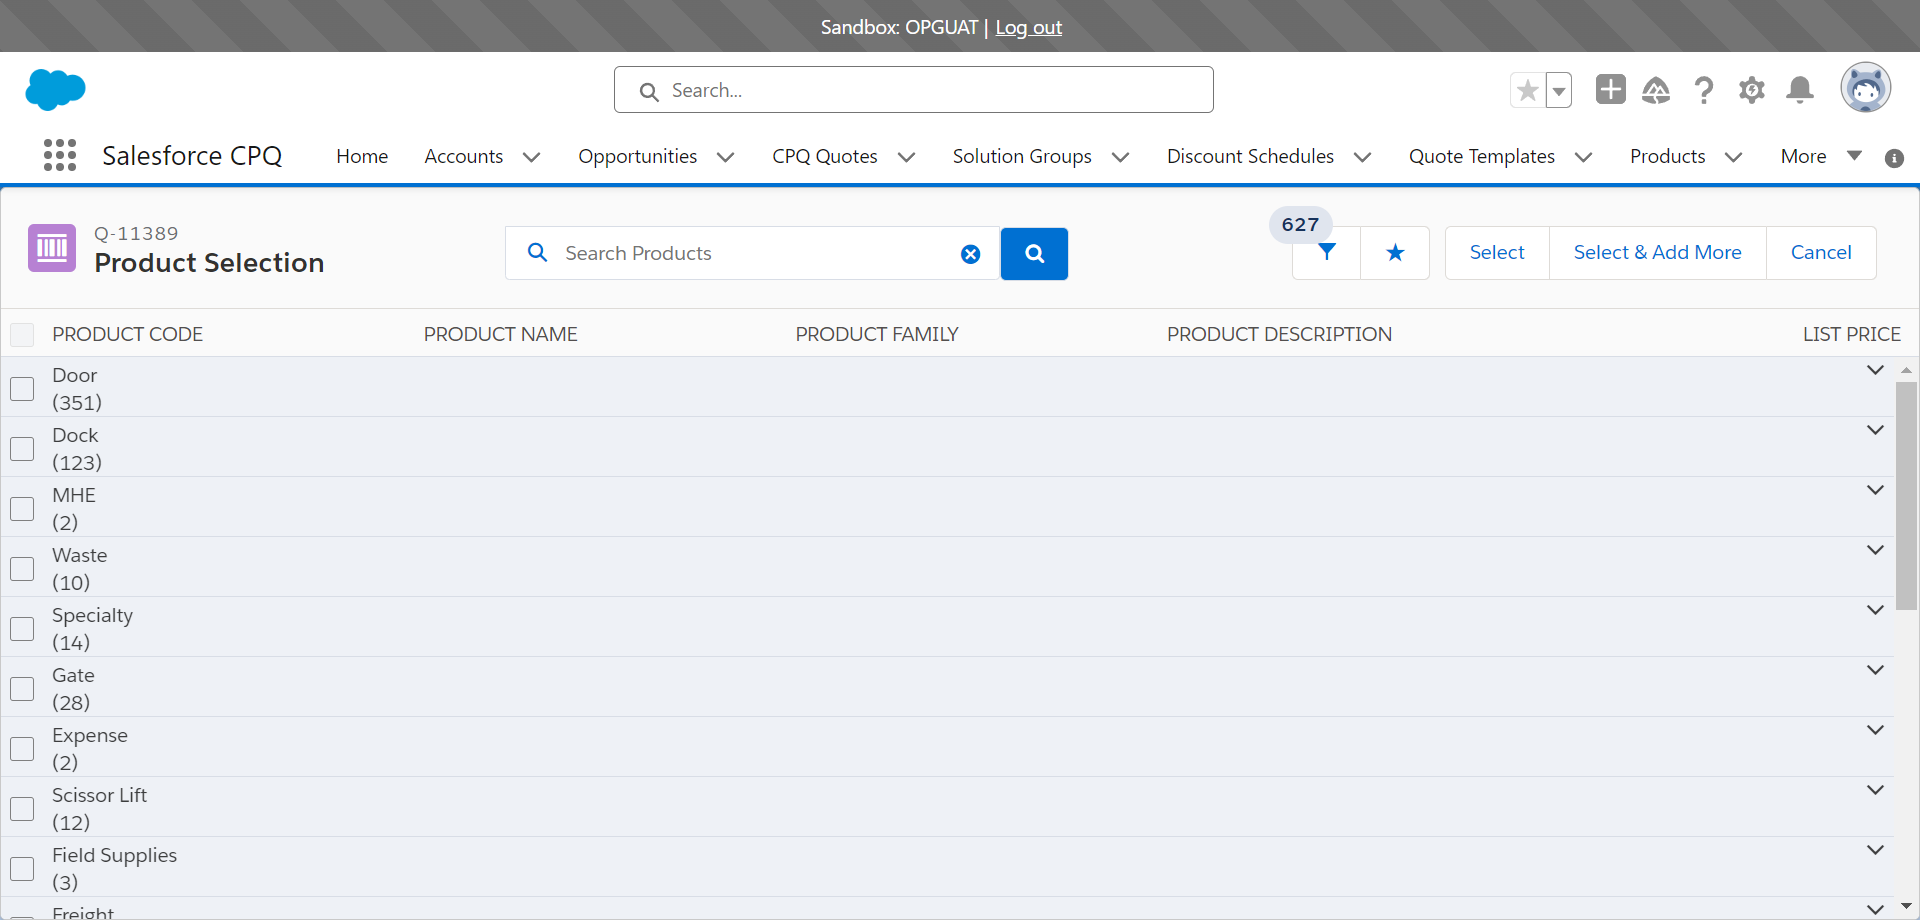 Sandbox: OPGUAT | Log out
Search...
Salesforce CPQ Home Accounts Opportunities CPQ Quotes Solution Groups Discount Schedules Quote Templates Products More
Q-11389
Product Selection
Search Products
627
Select Select & Add More Cancel
PRODUCT CODE PRODUCT NAME PRODUCT FAMILY PRODUCT DESCRIPTION LIST PRICE
Door
(351)
Dock
(123)
MHE
(2)
Waste
(10)
Specialty
(14)
Gate
(28)
Expense
(2)
Scissor Lift
(12)
Field Supplies
(3)
Freight